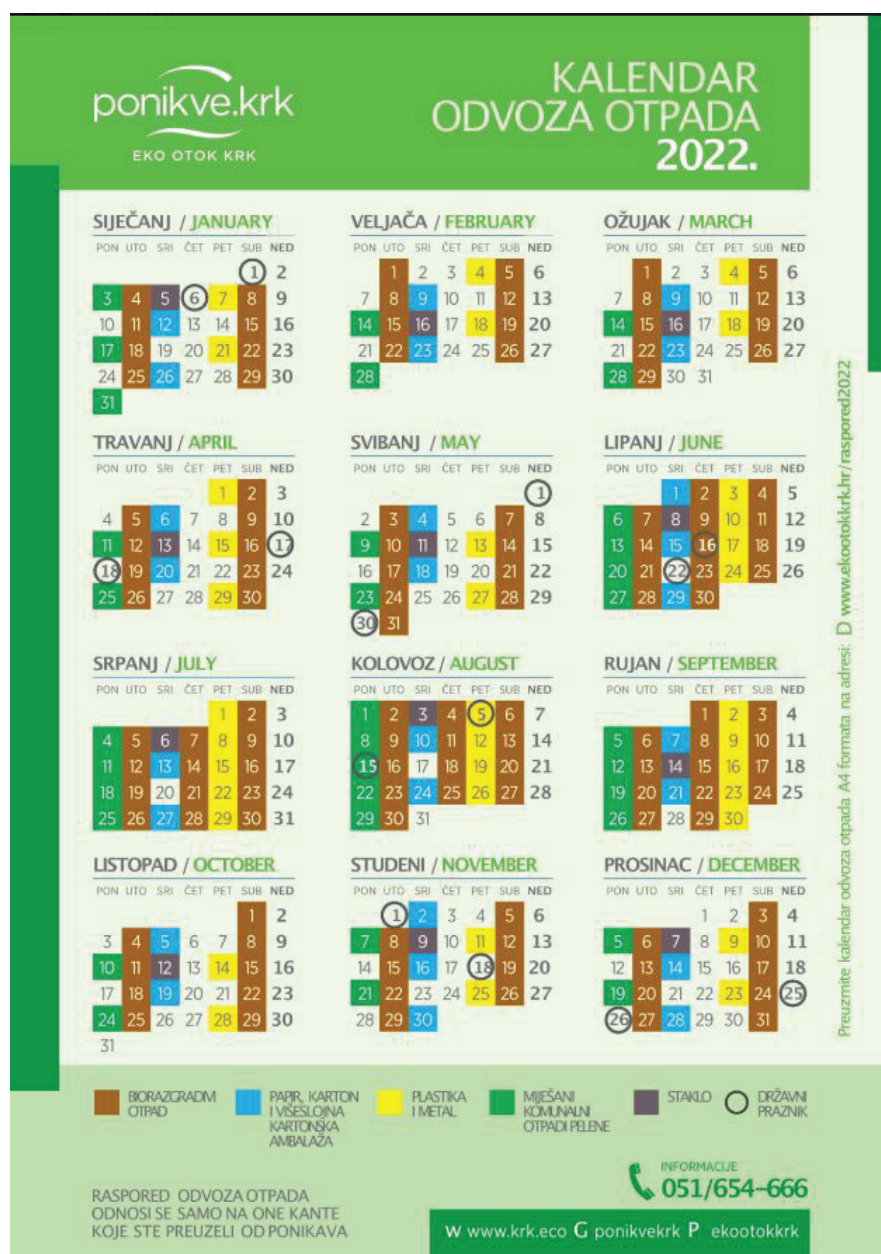 ponikve.krk
EKO OTOK KRK
KALENDAR
ODVOZA OTPADA
2022.
SIJEČANJ / JANUARY
PON UTO SRI ČET PET SUB NED
1 2
3 4 5 6 7 8 9
10 11 12 13 14 15 16
17 18 19 20 21 22 23
24 25 26 27 28 29 30
31
VELJAČA / FEBRUARY
PON UTO SRI ČET PET SUB NED
1 2 3 4 5 6
7 8 9 10 11 12 13
14 15 16 17 18 19 20
21 22 23 24 25 26 27
28
OŽUJAK / MARCH
PON UTO SRI ČET PET SUB NED
1 2 3 4 5 6
7 8 9 10 11 12 13
14 15 16 17 18 19 20
21 22 23 24 25 26 27
28 29 30 31
TRAVANJ / APRIL
PON UTO SRI ČET PET SUB NED
1 2 3
4 5 6 7 8 9 10
11 12 13 14 15 16 17
18 19 20 21 22 23 24
25 26 27 28 29 30
SVIBANJ / MAY
PON UTO SRI ČET PET SUB NED
1
2 3 4 5 6 7 8
9 10 11 12 13 14 15
16 17 18 19 20 21 22
23 24 25 26 27 28 29
30 31
LIPANJ / JUNE
PON UTO SRI ČET PET SUB NED
1 2 3 4 5
6 7 8 9 10 11 12
13 14 15 16 17 18 19
20 21 22 23 24 25 26
27 28 29 30
SRPANJ / JULY
PON UTO SRI ČET PET SUB NED
1 2 3
4 5 6 7 8 9 10
11 12 13 14 15 16 17
18 19 20 21 22 23 24
25 26 27 28 29 30 31
KOLOVOZ / AUGUST
PON UTO SRI ČET PET SUB NED
1 2 3 4 5 6 7
8 9 10 11 12 13 14
15 16 17 18 19 20 21
22 23 24 25 26 27 28
29 30 31
RUJAN / SEPTEMBER
PON UTO SRI ČET PET SUB NED
1 2 3 4
5 6 7 8 9 10 11
12 13 14 15 16 17 18
19 20 21 22 23 24 25
26 27 28 29 30
LISTOPAD / OCTOBER
PON UTO SRI ČET PET SUB NED
1 2
3 4 5 6 7 8 9
10 11 12 13 14 15 16
17 18 19 20 21 22 23
24 25 26 27 28 29 30
31
STUDENI / NOVEMBER
PON UTO SRI ČET PET SUB NED
1 2 3 4 5 6
7 8 9 10 11 12 13
14 15 16 17 18 19 20
21 22 23 24 25 26 27
28 29 30
PROSINAC / DECEMBER
PON UTO SRI ČET PET SUB NED
1 2 3 4
5 6 7 8 9 10 11
12 13 14 15 16 17 18
19 20 21 22 23 24 25
26 27 28 29 30 31
Preuzmite kalendar odvoza otpada A4 formata na adresi: D www.ekootokkrk.hr/raspored2022
BIORAZGRADIVI
OTPAD
PAPIR, KARTON
I VIŠESLOJNA
KARTONSKA
AMBALAŽA
PLASTIKA
I METAL
MIJEŠANI
KOMUNALNI
OTPAD I PELENE
STAKLO
DRŽAVNI
PRAZNIK
INFORMACIJE
051/654-666
RASPORED ODVOZA OTPADA
ODNOSI SE SAMO NA ONE KANTE
KOJE STE PREUZELI OD PONIKAVA
W www.krk.eco G ponikvekrk P ekootokkrk